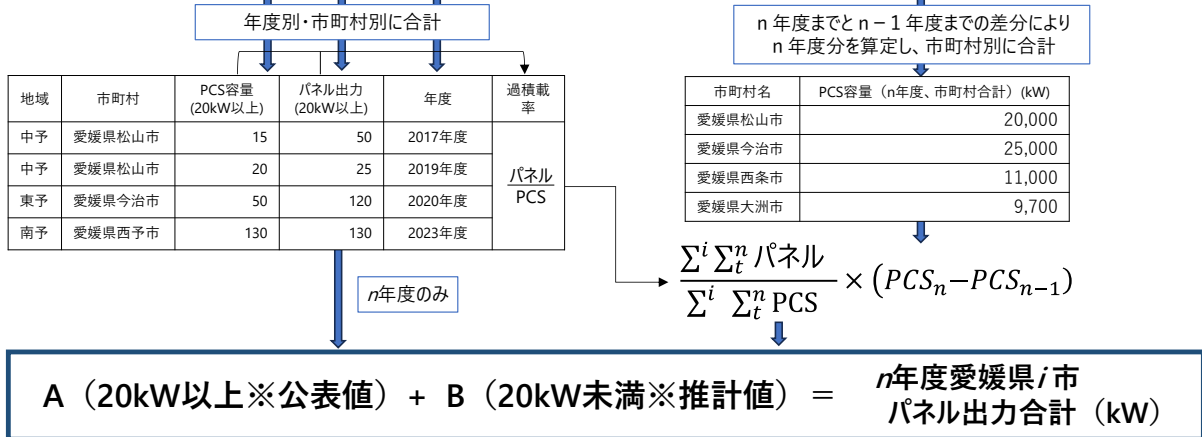 年度別・市町村別に合計
地域 市町村 PCS容量 (20kW以上) パネル出力 (20kW以上) 年度 過積載率
中予 愛媛県松山市 15 50 2017年度
中予 愛媛県松山市 20 25 2019年度
東予 愛媛県今治市 50 120 2020年度
南予 愛媛県西予市 130 130 2023年度
パネル
PCS
n年度のみ
n 年度までと n − 1 年度までの差分により
n 年度分を算定し、市町村別に合計
市町村名 PCS容量（n年度、市町村合計）(kW)
愛媛県松山市 20,000
愛媛県今治市 25,000
愛媛県西条市 11,000
愛媛県大洲市 9,700
∑^i ∑_t^n パネル
∑^i ∑_t^n PCS
× (PCS_n−PCS_{n−1})
A（20kW以上※公表値）+ B（20kW未満※推計値）=
n年度愛媛県i市
パネル出力合計（kW）